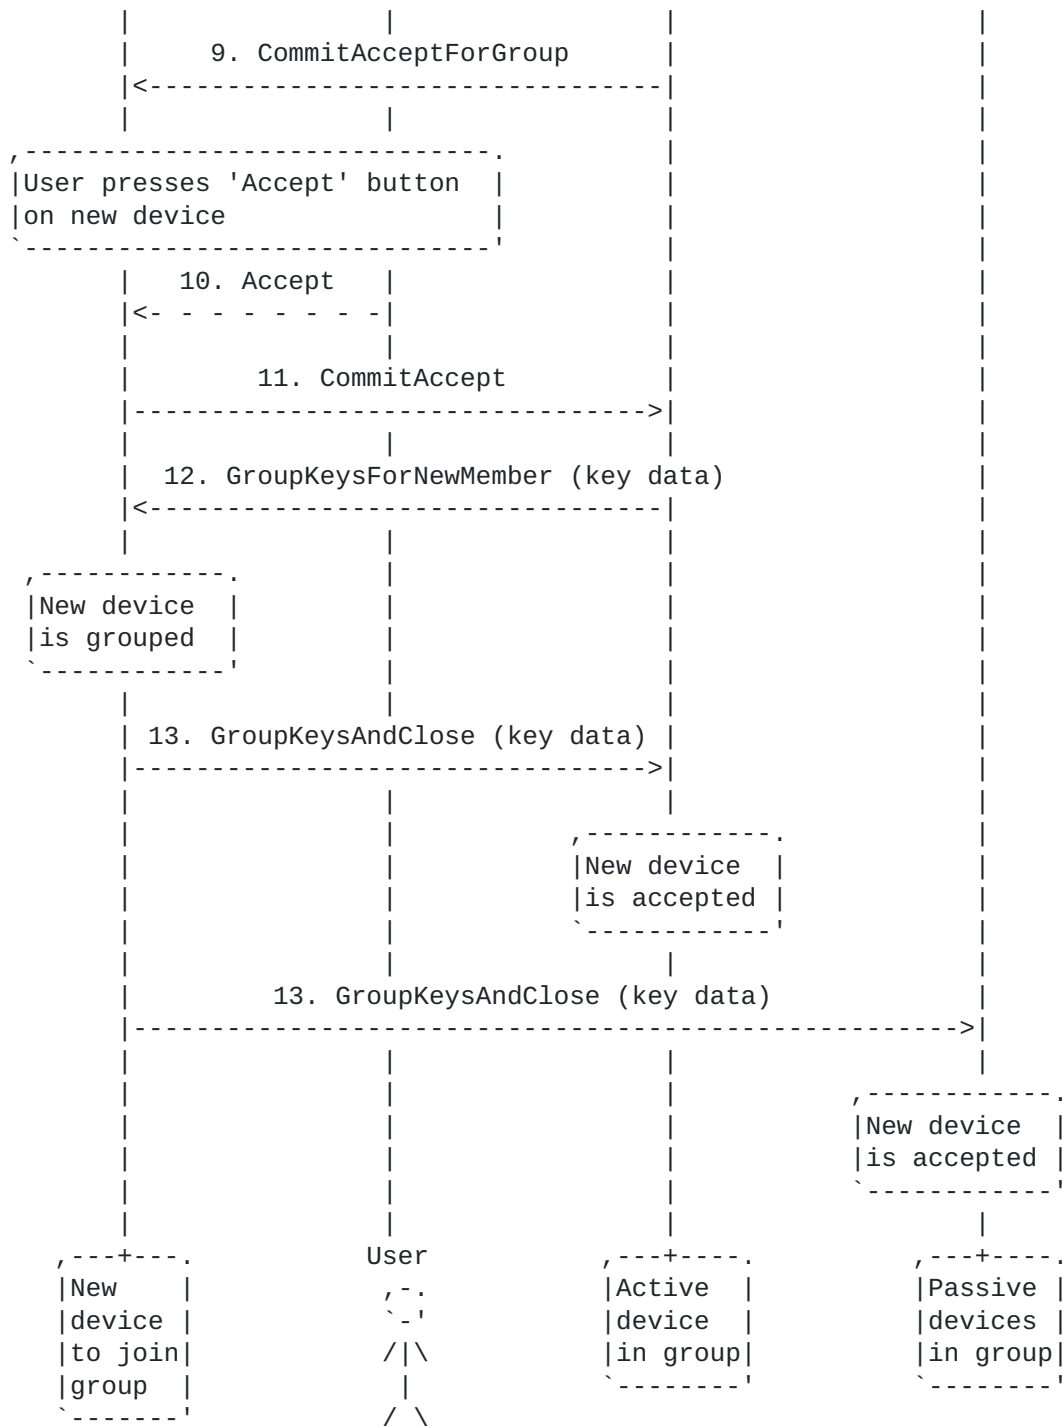 9. CommitAcceptForGroup
User presses 'Accept' button
on new device
10. Accept
11. CommitAccept
12. GroupKeysForNewMember (key data)
New device
is grouped
13. GroupKeysAndClose (key data)
New device
is accepted
13. GroupKeysAndClose (key data)
New device
is accepted
User
New
device
to join
group
Active
device
in group
Passive
devices
in group